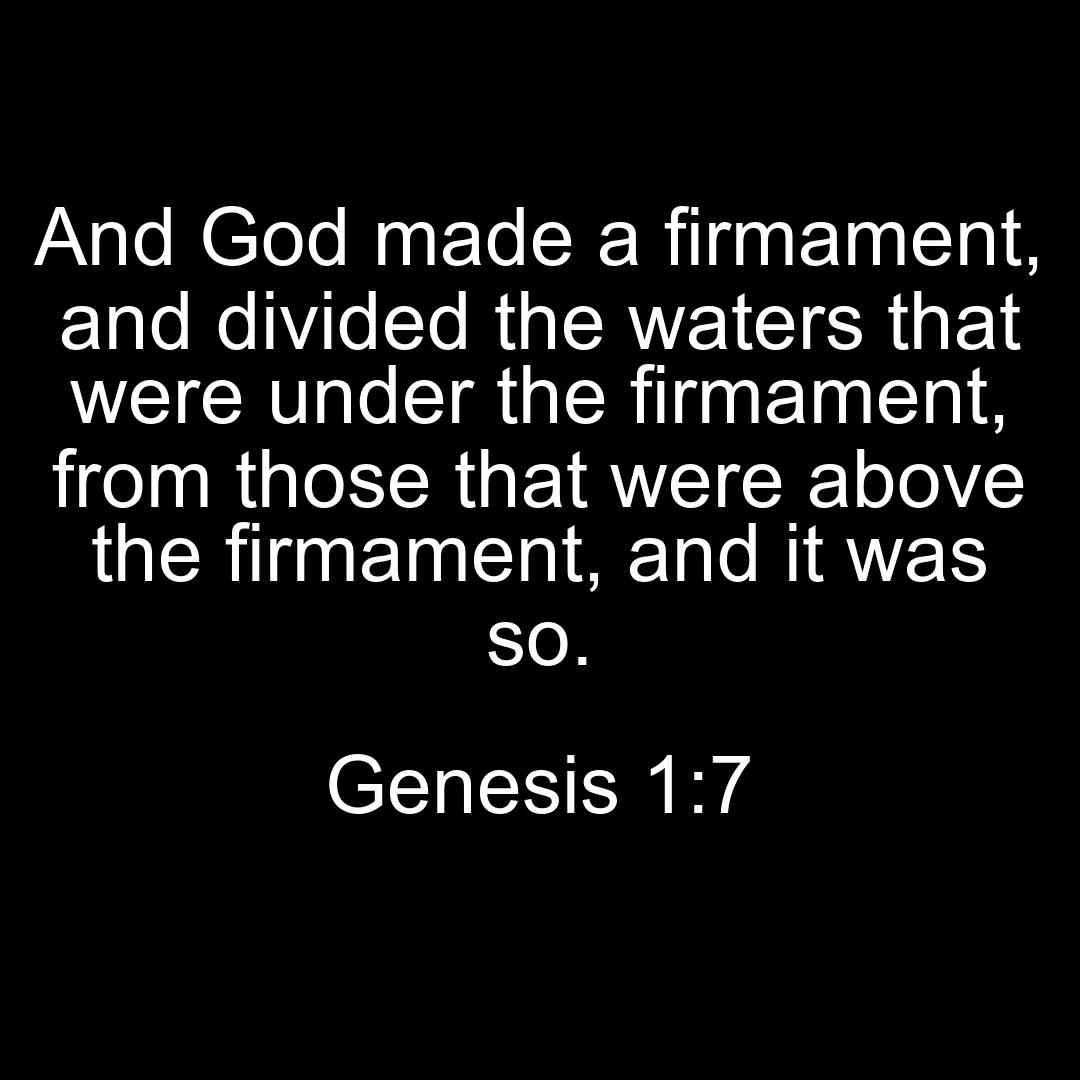 And God made a firmament,
and divided the waters that
were under the firmament,
from those that were above
the firmament, and it was
so.
Genesis 1:7